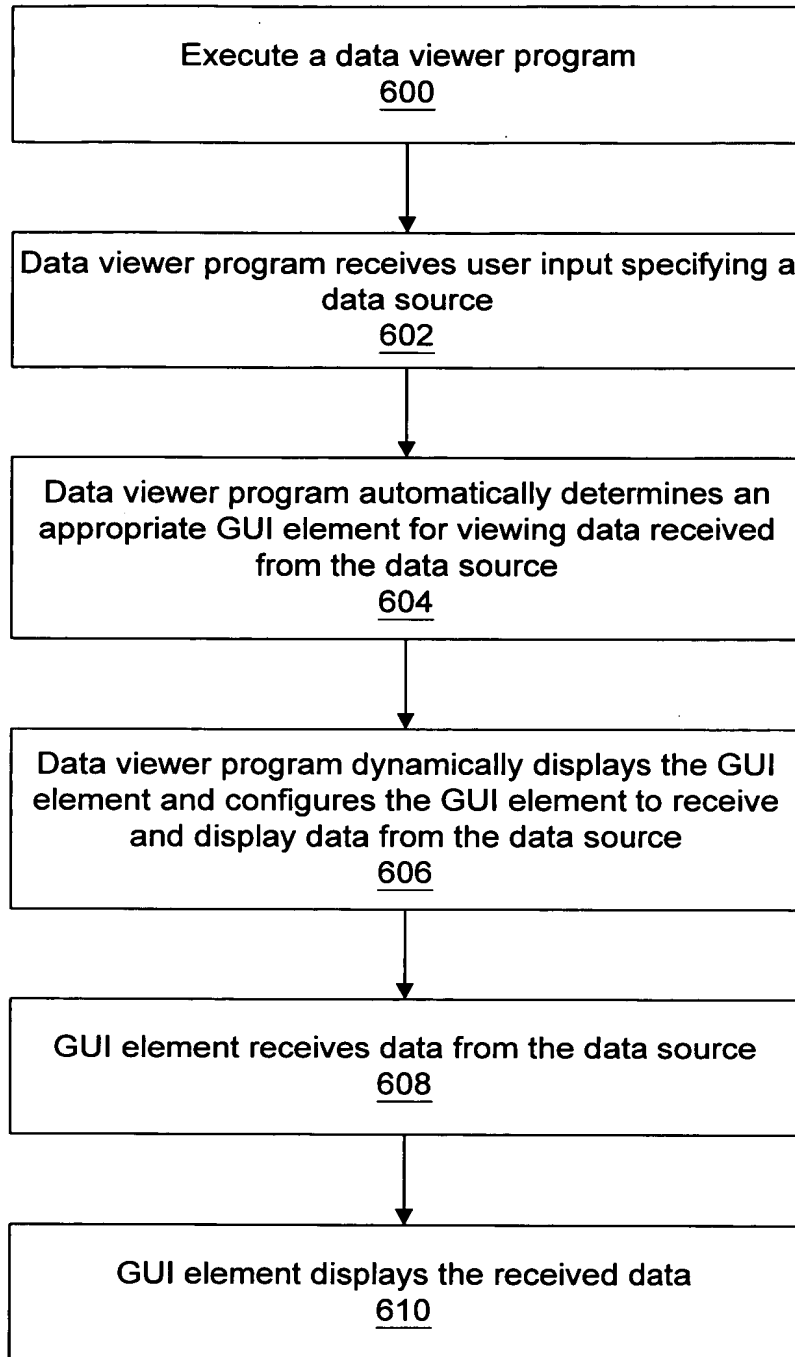 Execute a data viewer program
600
Data viewer program receives user input specifying a
data source
602
Data viewer program automatically determines an
appropriate GUI element for viewing data received
from the data source
604
Data viewer program dynamically displays the GUI
element and configures the GUI element to receive
and display data from the data source
606
GUI element receives data from the data source
608
GUI element displays the received data
610